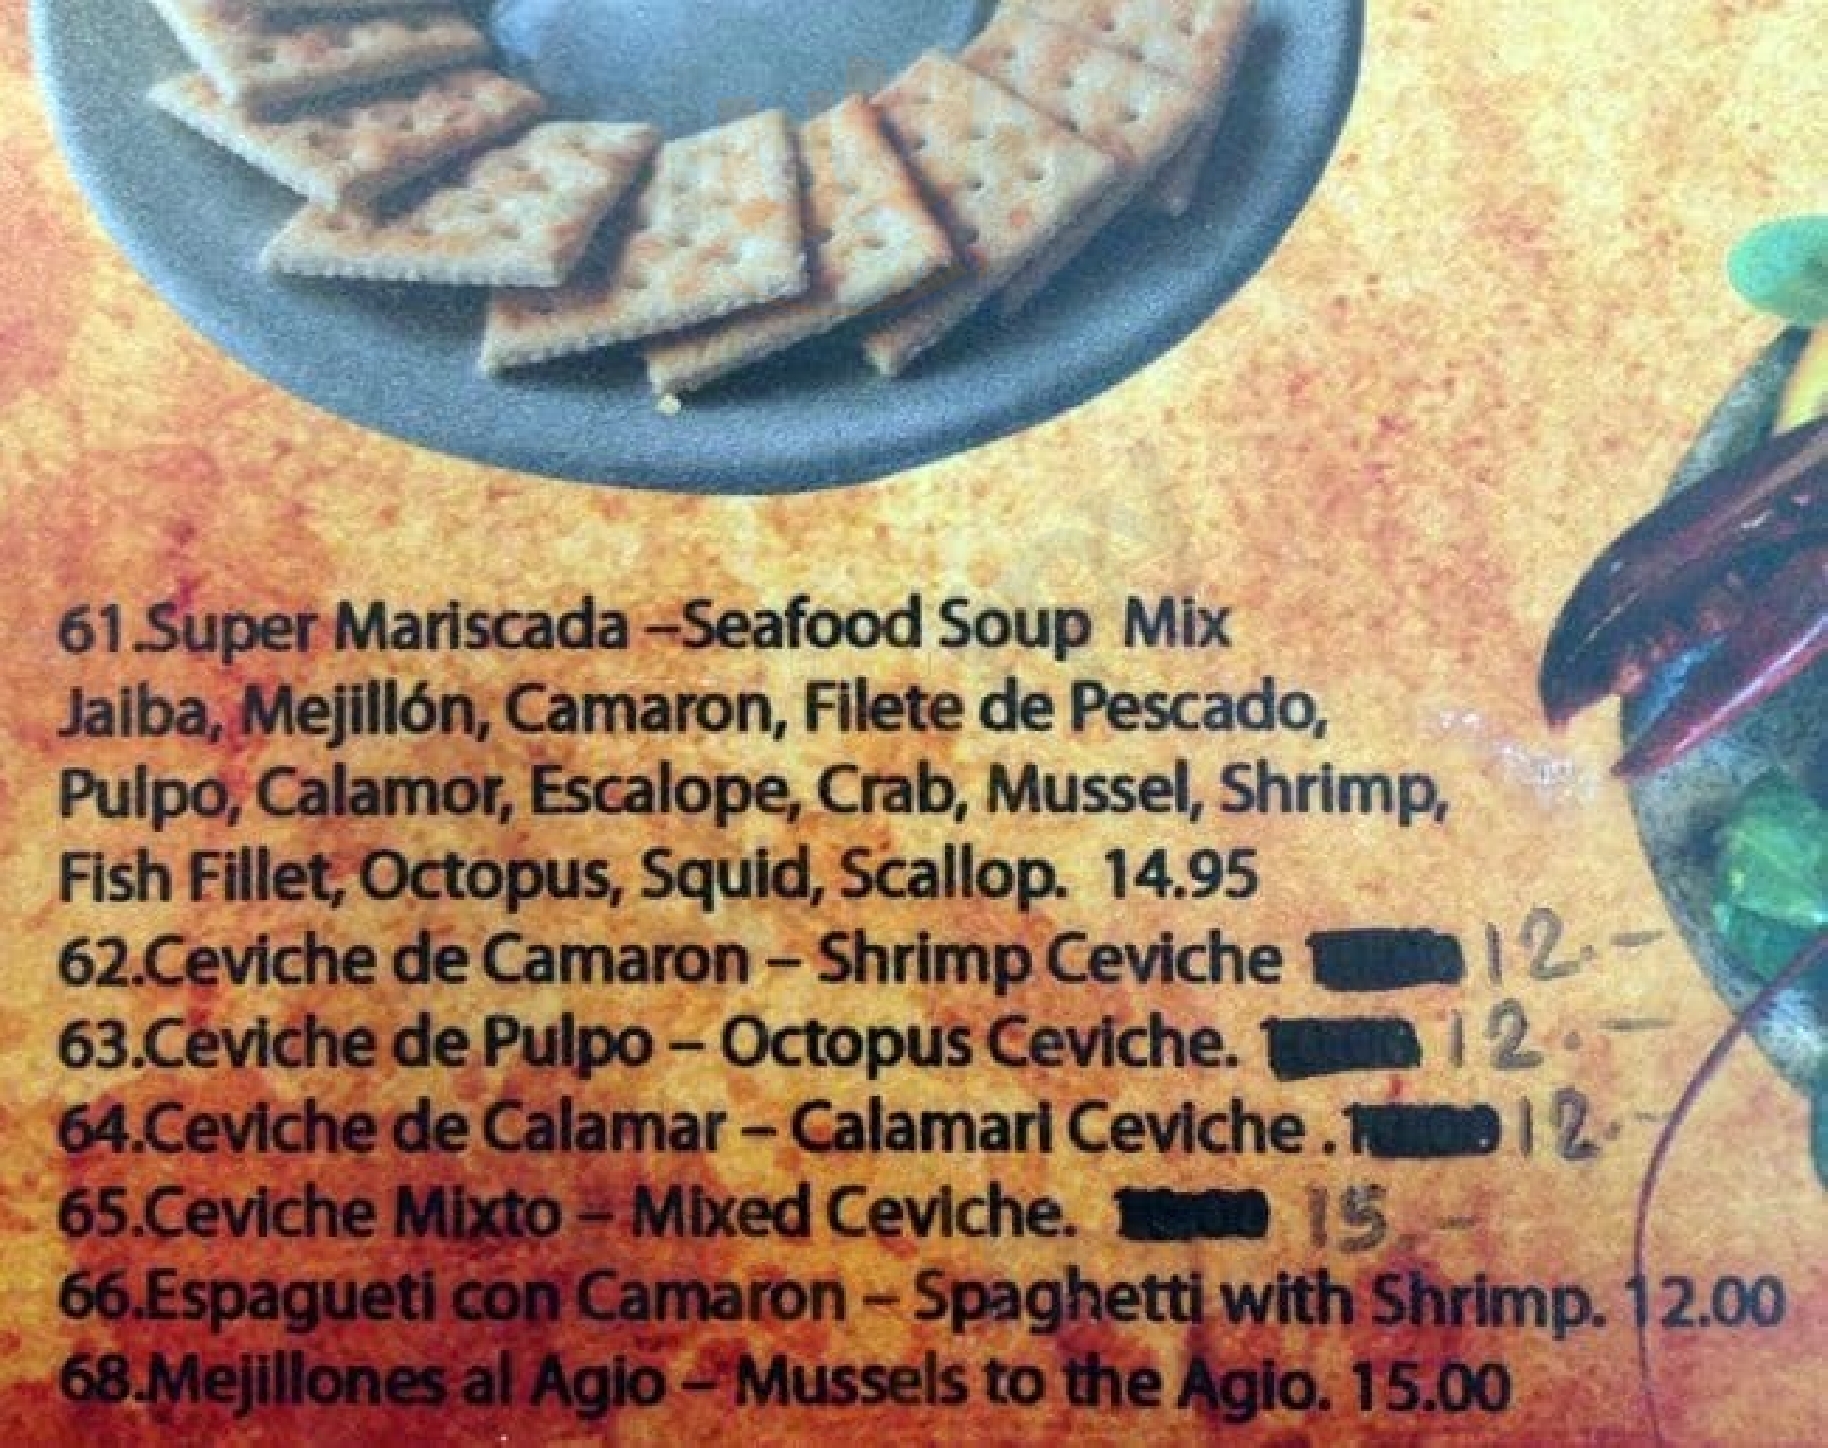 61.Super Mariscada –Seafood Soup Mix
Jaiba, Mejillón, Camaron, Filete de Pescado,
Pulpo, Calamor, Escalope, Crab, Mussel, Shrimp,
Fish Fillet, Octopus, Squid, Scallop. 14.95
62.Ceviche de Camaron – Shrimp Ceviche 12.–
63.Ceviche de Pulpo – Octopus Ceviche. 12.–
64.Ceviche de Calamar – Calamari Ceviche . 12.–
65.Ceviche Mixto – Mixed Ceviche. 15.–
66.Espagueti con Camaron – Spaghetti with Shrimp. 12.00
68.Mejillones al Agio – Mussels to the Agio. 15.00